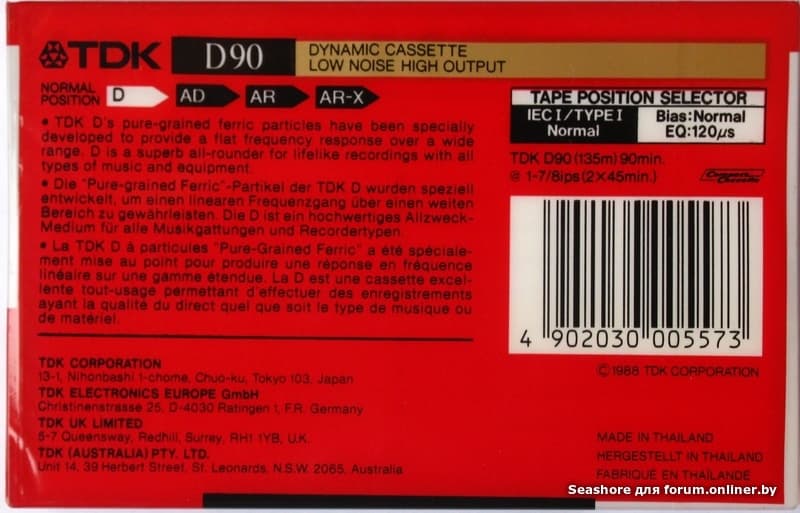 TDK D90 DYNAMIC CASSETTE
LOW NOISE HIGH OUTPUT
NORMAL
POSITION D AD AR AR-X
• TDK D's pure-grained ferric particles have been specially
developed to provide a flat frequency response over a wide
range. D is a superb all-rounder for lifelike recordings with all
types of music and equipment.
• Die "Pure-grained Ferric"-Partikel der TDK D wurden speziell
entwickelt, um einen linearen Frequenzgang über einen weiten
Bereich zu gewährleisten. Die D ist ein hochwertiges Allzweck-
Medium für alle Musikgattungen und Recordertypen.
• La TDK D à particules "Pure-Grained Ferric" a été spéciale-
ment mise au point pour produire une réponse en fréquence
linéaire sur une gamme étendue. La D est une cassette excel-
lente tout-usage permettant d'effectuer des enregistrements
ayant la qualité du direct quel que soit le type de musique ou
de matériel.
TDK CORPORATION
13-1, Nihonbashi 1-chome, Chuo-ku, Tokyo 103, Japan
TDK ELECTRONICS EUROPE GmbH
Christinenstrasse 25, D-4030 Ratingen 1, F.R. Germany
TDK UK LIMITED
5-7 Queensway, Redhill, Surrey, RH1 1YB, U.K.
TDK (AUSTRALIA) PTY. LTD.
Unit 14, 39 Herbert Street, St. Leonards, N.S.W. 2065, Australia
TAPE POSITION SELECTOR
IEC I/TYPE I
Normal
Bias:Normal
EQ:120µs
TDK D90 (135m) 90min.
@ 1-7/8ips (2×45min.)
Compact
Cassette
4 902030 005573
©1988 TDK CORPORATION
MADE IN THAILAND
HERGESTELLT IN THAILAND
FABRIQUÉ EN THAÏLANDE
Seashore для forum.onliner.by